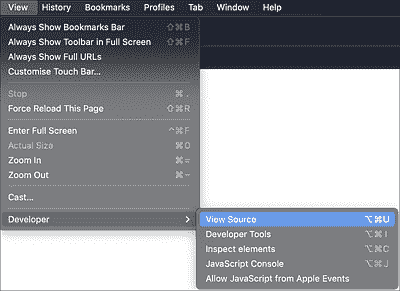 View History Bookmarks Profiles Tab Window Help
Always Show Bookmarks Bar ⇧⌘B
Always Show Toolbar in Full Screen ⇧⌘F
Always Show Full URLs
Customise Touch Bar...
Stop ⌘.
Force Reload This Page ⇧⌘R
Enter Full Screen ^⌘F
Actual Size ⌘0
Zoom In ⌘=
Zoom Out ⌘-
Cast...
Developer >
View Source ⌥⌘U
Developer Tools ⌥⌘I
Inspect elements ⌥⌘C
JavaScript Console ⌥⌘J
Allow JavaScript from Apple Events